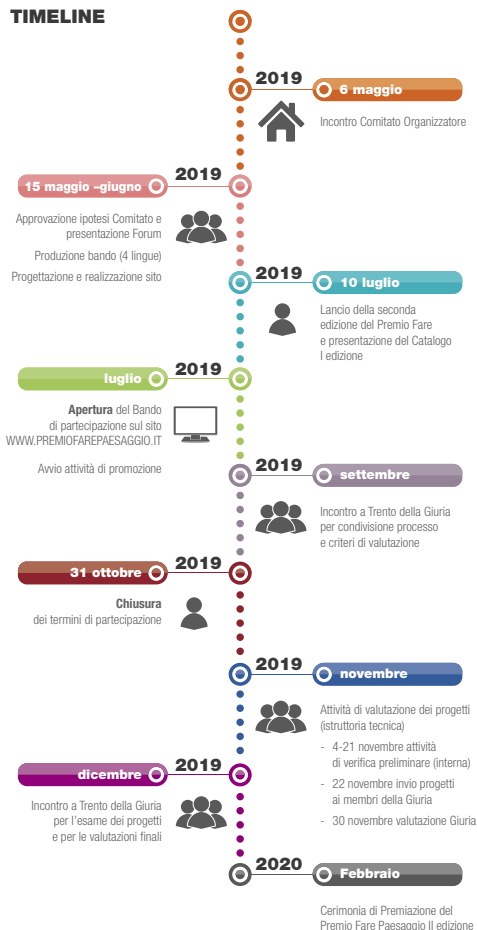 TIMELINE
2019
6 maggio
Incontro Comitato Organizzatore
2019
15 maggio –giugno
Approvazione ipotesi Comitato e
presentazione Forum
Produzione bando (4 lingue)
Progettazione e realizzazione sito
2019
10 luglio
Lancio della seconda
edizione del Premio Fare
e presentazione del Catalogo
I edizione
2019
luglio
Apertura del Bando
di partecipazione sul sito
WWW.PREMIOFAREPAESAGGIO.IT
Avvio attività di promozione
2019
settembre
Incontro a Trento della Giuria
per condivisione processo
e criteri di valutazione
2019
31 ottobre
Chiusura
dei termini di partecipazione
2019
novembre
Attività di valutazione dei progetti
(istruttoria tecnica)
- 4-21 novembre attività
di verifica preliminare (interna)
- 22 novembre invio progetti
ai membri della Giuria
- 30 novembre valutazione Giuria
2019
dicembre
Incontro a Trento della Giuria
per l'esame dei progetti
e per le valutazioni finali
2020
Febbraio
Cerimonia di Premiazione del
Premio Fare Paesaggio II edizione